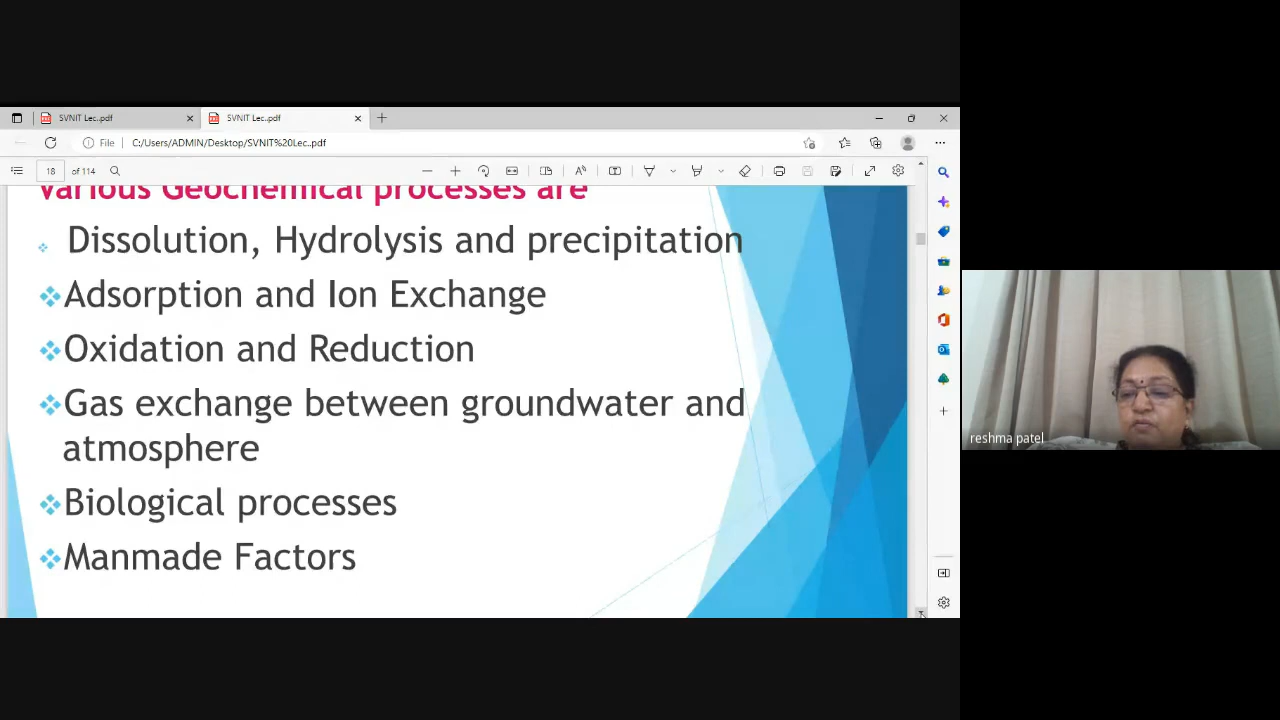 SVNIT Lec..pdf
SVNIT Lec..pdf
File
C:/Users/ADMIN/Desktop/SVNIT%20Lec..pdf
18
of 114
Various Geochemical processes are
Dissolution, Hydrolysis and precipitation
Adsorption and Ion Exchange
Oxidation and Reduction
Gas exchange between groundwater and
atmosphere
Biological processes
Manmade Factors
reshma patel